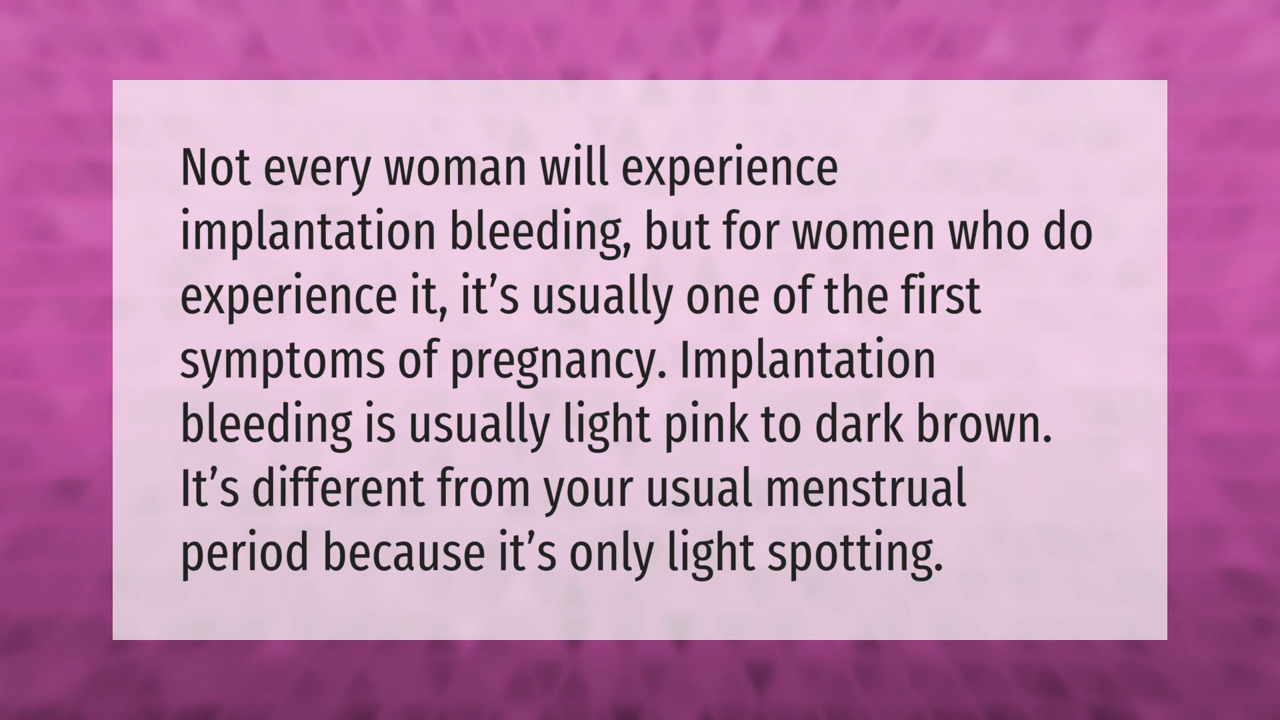 Not every woman will experience
implantation bleeding, but for women who do
experience it, it’s usually one of the first
symptoms of pregnancy. Implantation
bleeding is usually light pink to dark brown.
It’s different from your usual menstrual
period because it’s only light spotting.